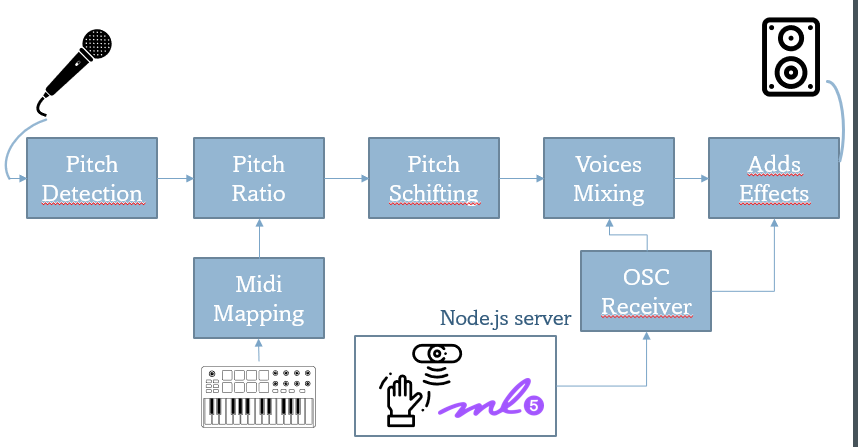 Pitch
Detection
Pitch
Ratio
Pitch
Schifting
Voices
Mixing
Adds
Effects
Midi
Mapping
OSC
Receiver
Node.js server
ml5